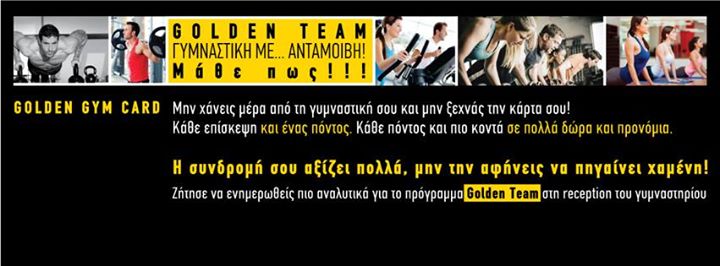 GOLDEN TEAM
ΓΥΜΝΑΣΤΙΚΗ ΜΕ... ΑΝΤΑΜΟΙΒΗ!
Μάθε πως!!!
GOLDEN GYM CARD Μην χάνεις μέρα από τη γυμναστική σου και μην ξεχνάς την κάρτα σου!
Κάθε επίσκεψη και ένας πόντος. Κάθε πόντος και πιο κοντά σε πολλά δώρα και προνόμια.
Η συνδρομή σου αξίζει πολλά, μην την αφήνεις να πηγαίνει χαμένη!
Ζήτησε να ενημερωθείς πιο αναλυτικά για το πρόγραμμα Golden Team στη reception του γυμναστηρίου